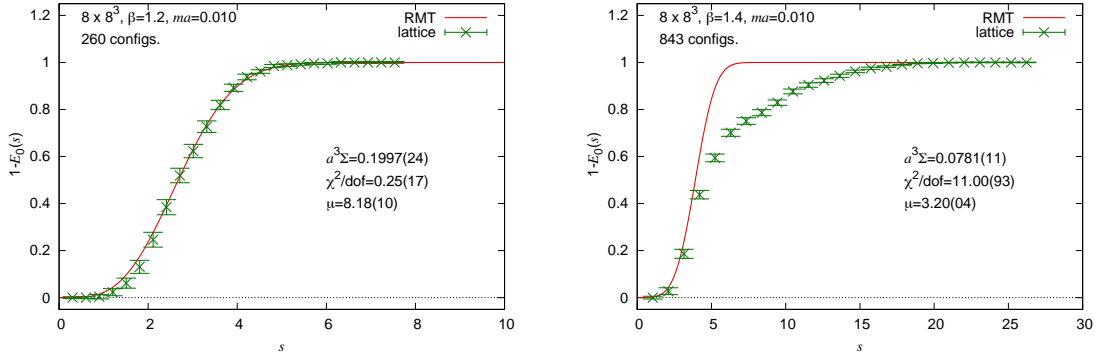 8 x 8³, β=1.2, ma=0.010
260 configs.
RMT
lattice
1-E₀(s)
1
0.8
0.6
0.4
0.2
0
a³Σ=0.1997(24)
χ²/dof=0.25(17)
μ=8.18(10)
0 2 4 6 8 10
s
8 x 8³, β=1.4, ma=0.010
843 configs.
RMT
lattice
1-E₀(s)
1
0.8
0.6
0.4
0.2
0
a³Σ=0.0781(11)
χ²/dof=11.00(93)
μ=3.20(04)
0 5 10 15 20 25 30
s